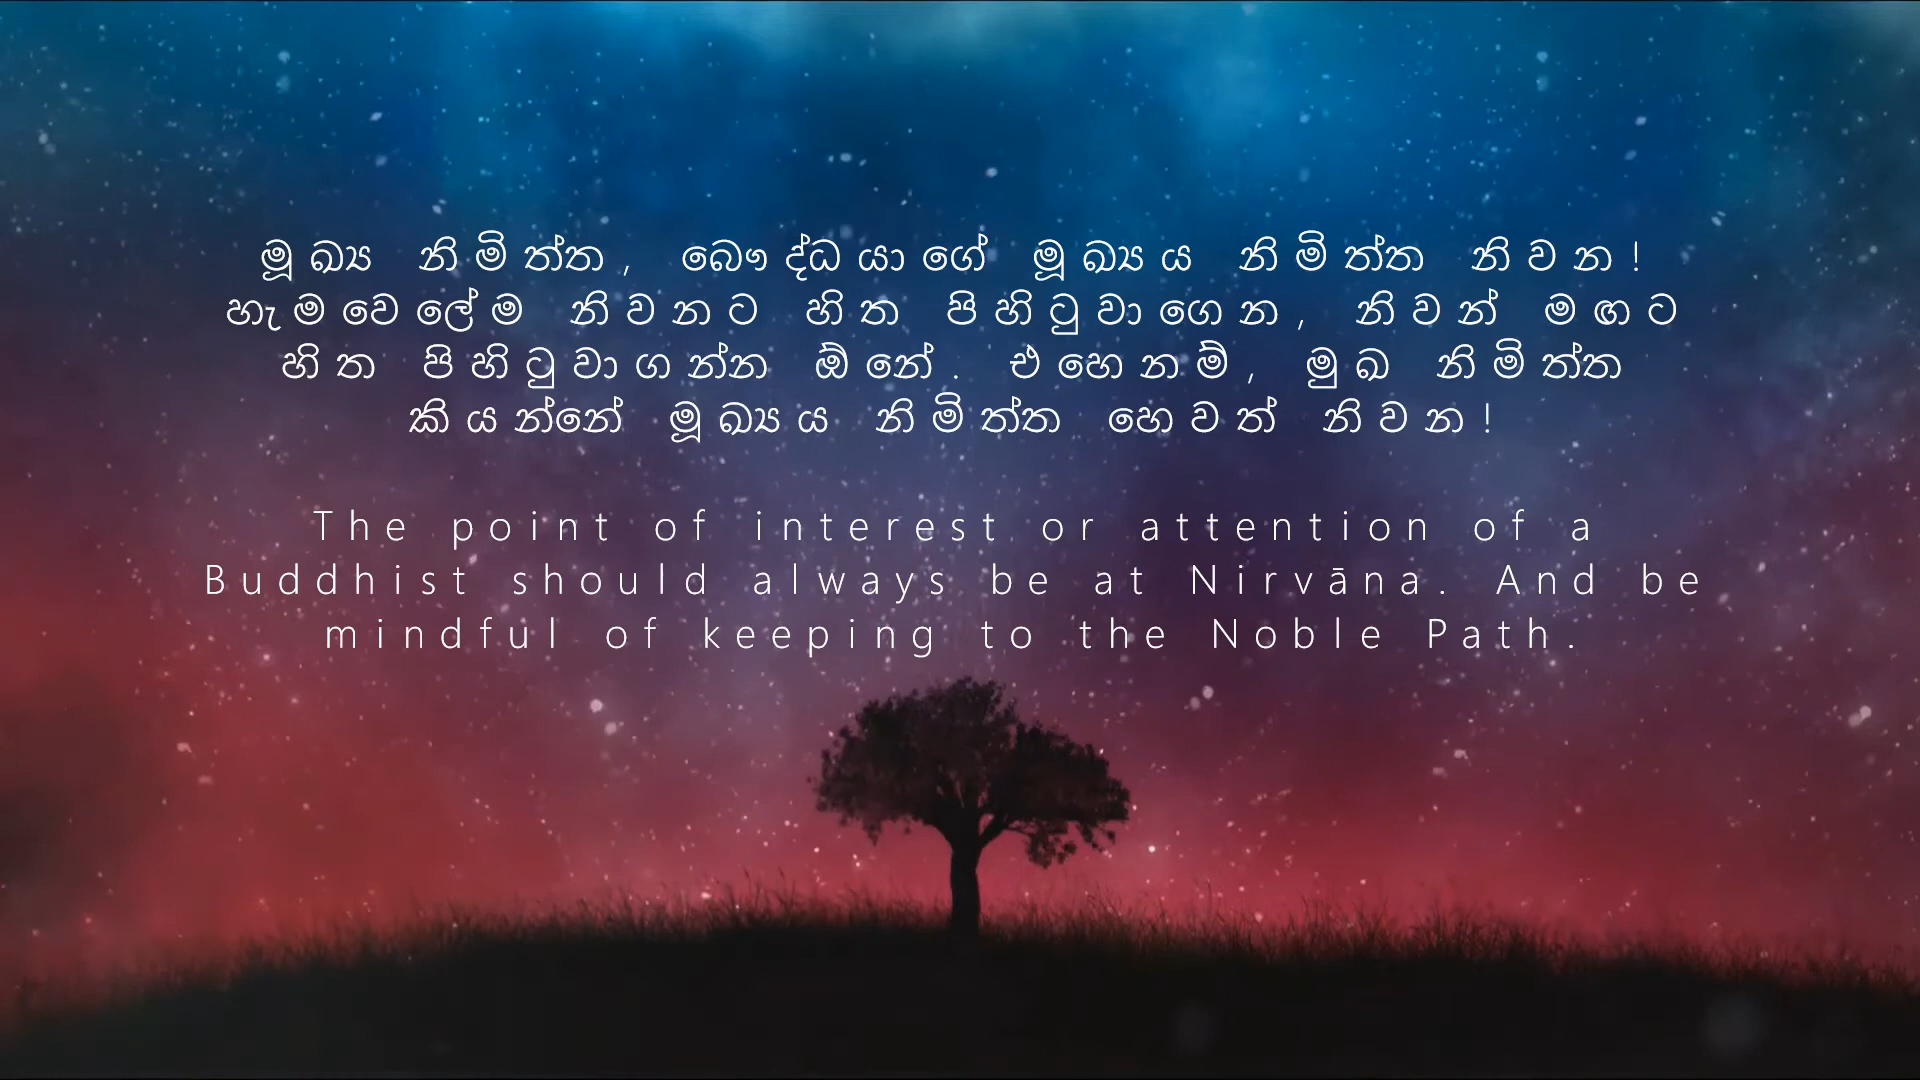 මූඛ්‍ය නිමිත්ත, බෞද්ධයාගේ මූඛ්‍යය නිමිත්ත නිවන!
හැමවෙලේම නිවනට හිත පිහිටුවාගෙන, නිවන් මඟට
හිත පිහිටුවාගන්න ඕනේ. එහෙනම්, මුඛ නිමිත්ත
කියන්නේ මූඛ්‍යය නිමිත්ත හෙවත් නිවන!
The point of interest or attention of a
Buddhist should always be at Nirvāna. And be
mindful of keeping to the Noble Path.